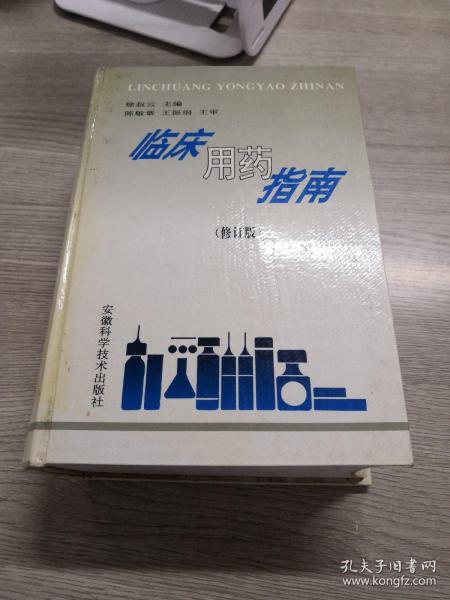 LINCHUANG YONGYAO ZHINAN
徐叔云 主编
陈敏章 王振纲 主审
临床用药指南
(修订版)
安徽科学技术出版社
孔夫子旧书网
www.kongfz.com